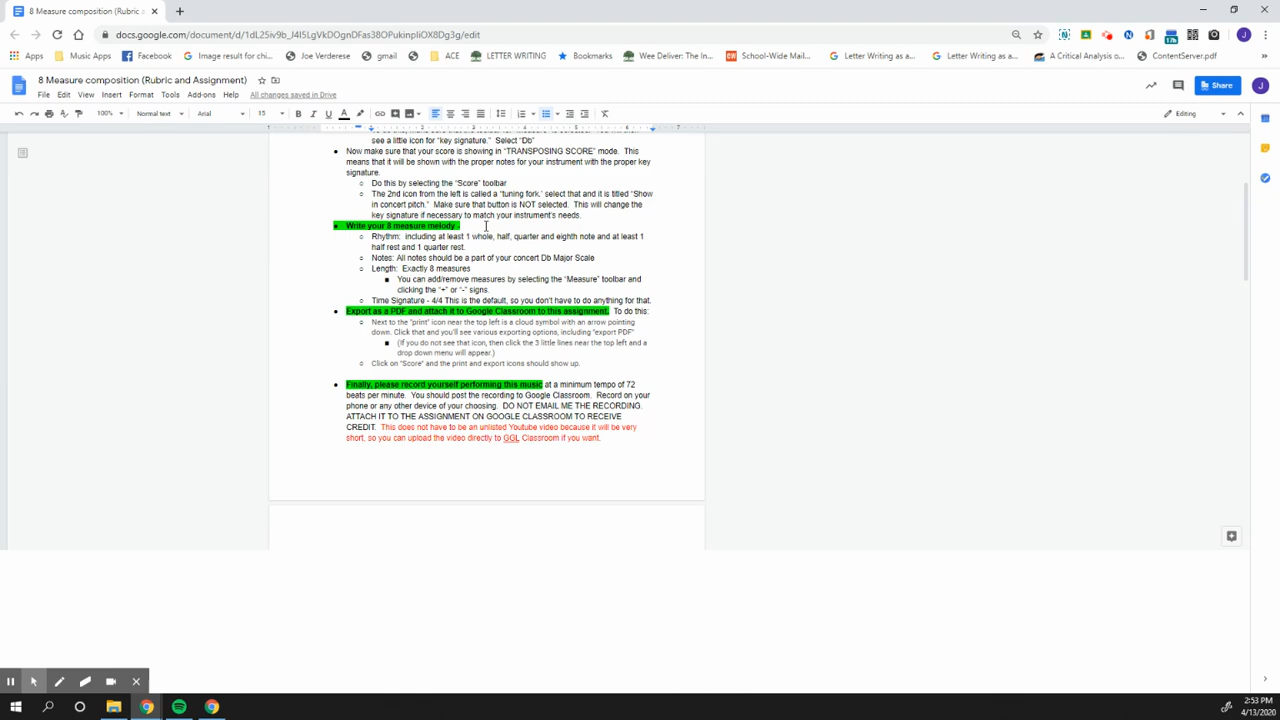 8 Measure composition (Rubric
docs.google.com/document/d/1dL25iv9b_J4I5LgVkDOgnDFas38OPukinpIiOX8Dg3g/edit
Apps Music Apps Facebook Image result for chi... Joe Verderese gmail ACE LETTER WRITING Bookmarks Wee Deliver: The In... School-Wide Mail... Letter Writing as a... Letter Writing as a... A Critical Analysis o... ContentServer.pdf
8 Measure composition (Rubric and Assignment)
File Edit View Insert Format Tools Add-ons Help All changes saved in Drive
Share
J
100% Normal text Arial 15 Editing
see a little icon for "key signature." Select "Db"
Now make sure that your score is showing in "TRANSPOSING SCORE" mode. This
means that it will be shown with the proper notes for your instrument with the proper key
signature.
Do this by selecting the "Score" toolbar
The 2nd icon from the left is called a "tuning fork,' select that and it is titled "Show
in concert pitch." Make sure that button is NOT selected. This will change the
key signature if necessary to match your instrument's needs.
Write your 8 measure melody -
Rhythm: including at least 1 whole, half, quarter and eighth note and at least 1
half rest and 1 quarter rest.
Notes: All notes should be a part of your concert Db Major Scale
Length: Exactly 8 measures
You can add/remove measures by selecting the "Measure" toolbar and
clicking the "+" or "-" signs.
Time Signature - 4/4 This is the default, so you don't have to do anything for that.
Export as a PDF and attach it to Google Classroom to this assignment. To do this:
Next to the "print" icon near the top left is a cloud symbol with an arrow pointing
down. Click that and you'll see various exporting options, including "export PDF"
(If you do not see that icon, then click the 3 little lines near the top left and a
drop down menu will appear.)
Click on "Score" and the print and export icons should show up.
Finally, please record yourself performing this music at a minimum tempo of 72
beats per minute. You should post the recording to Google Classroom. Record on your
phone or any other device of your choosing. DO NOT EMAIL ME THE RECORDING.
ATTACH IT TO THE ASSIGNMENT ON GOOGLE CLASSROOM TO RECEIVE
CREDIT. This does not have to be an unlisted Youtube video because it will be very
short, so you can upload the video directly to GGL Classroom if you want.
2:53 PM
4/13/2020